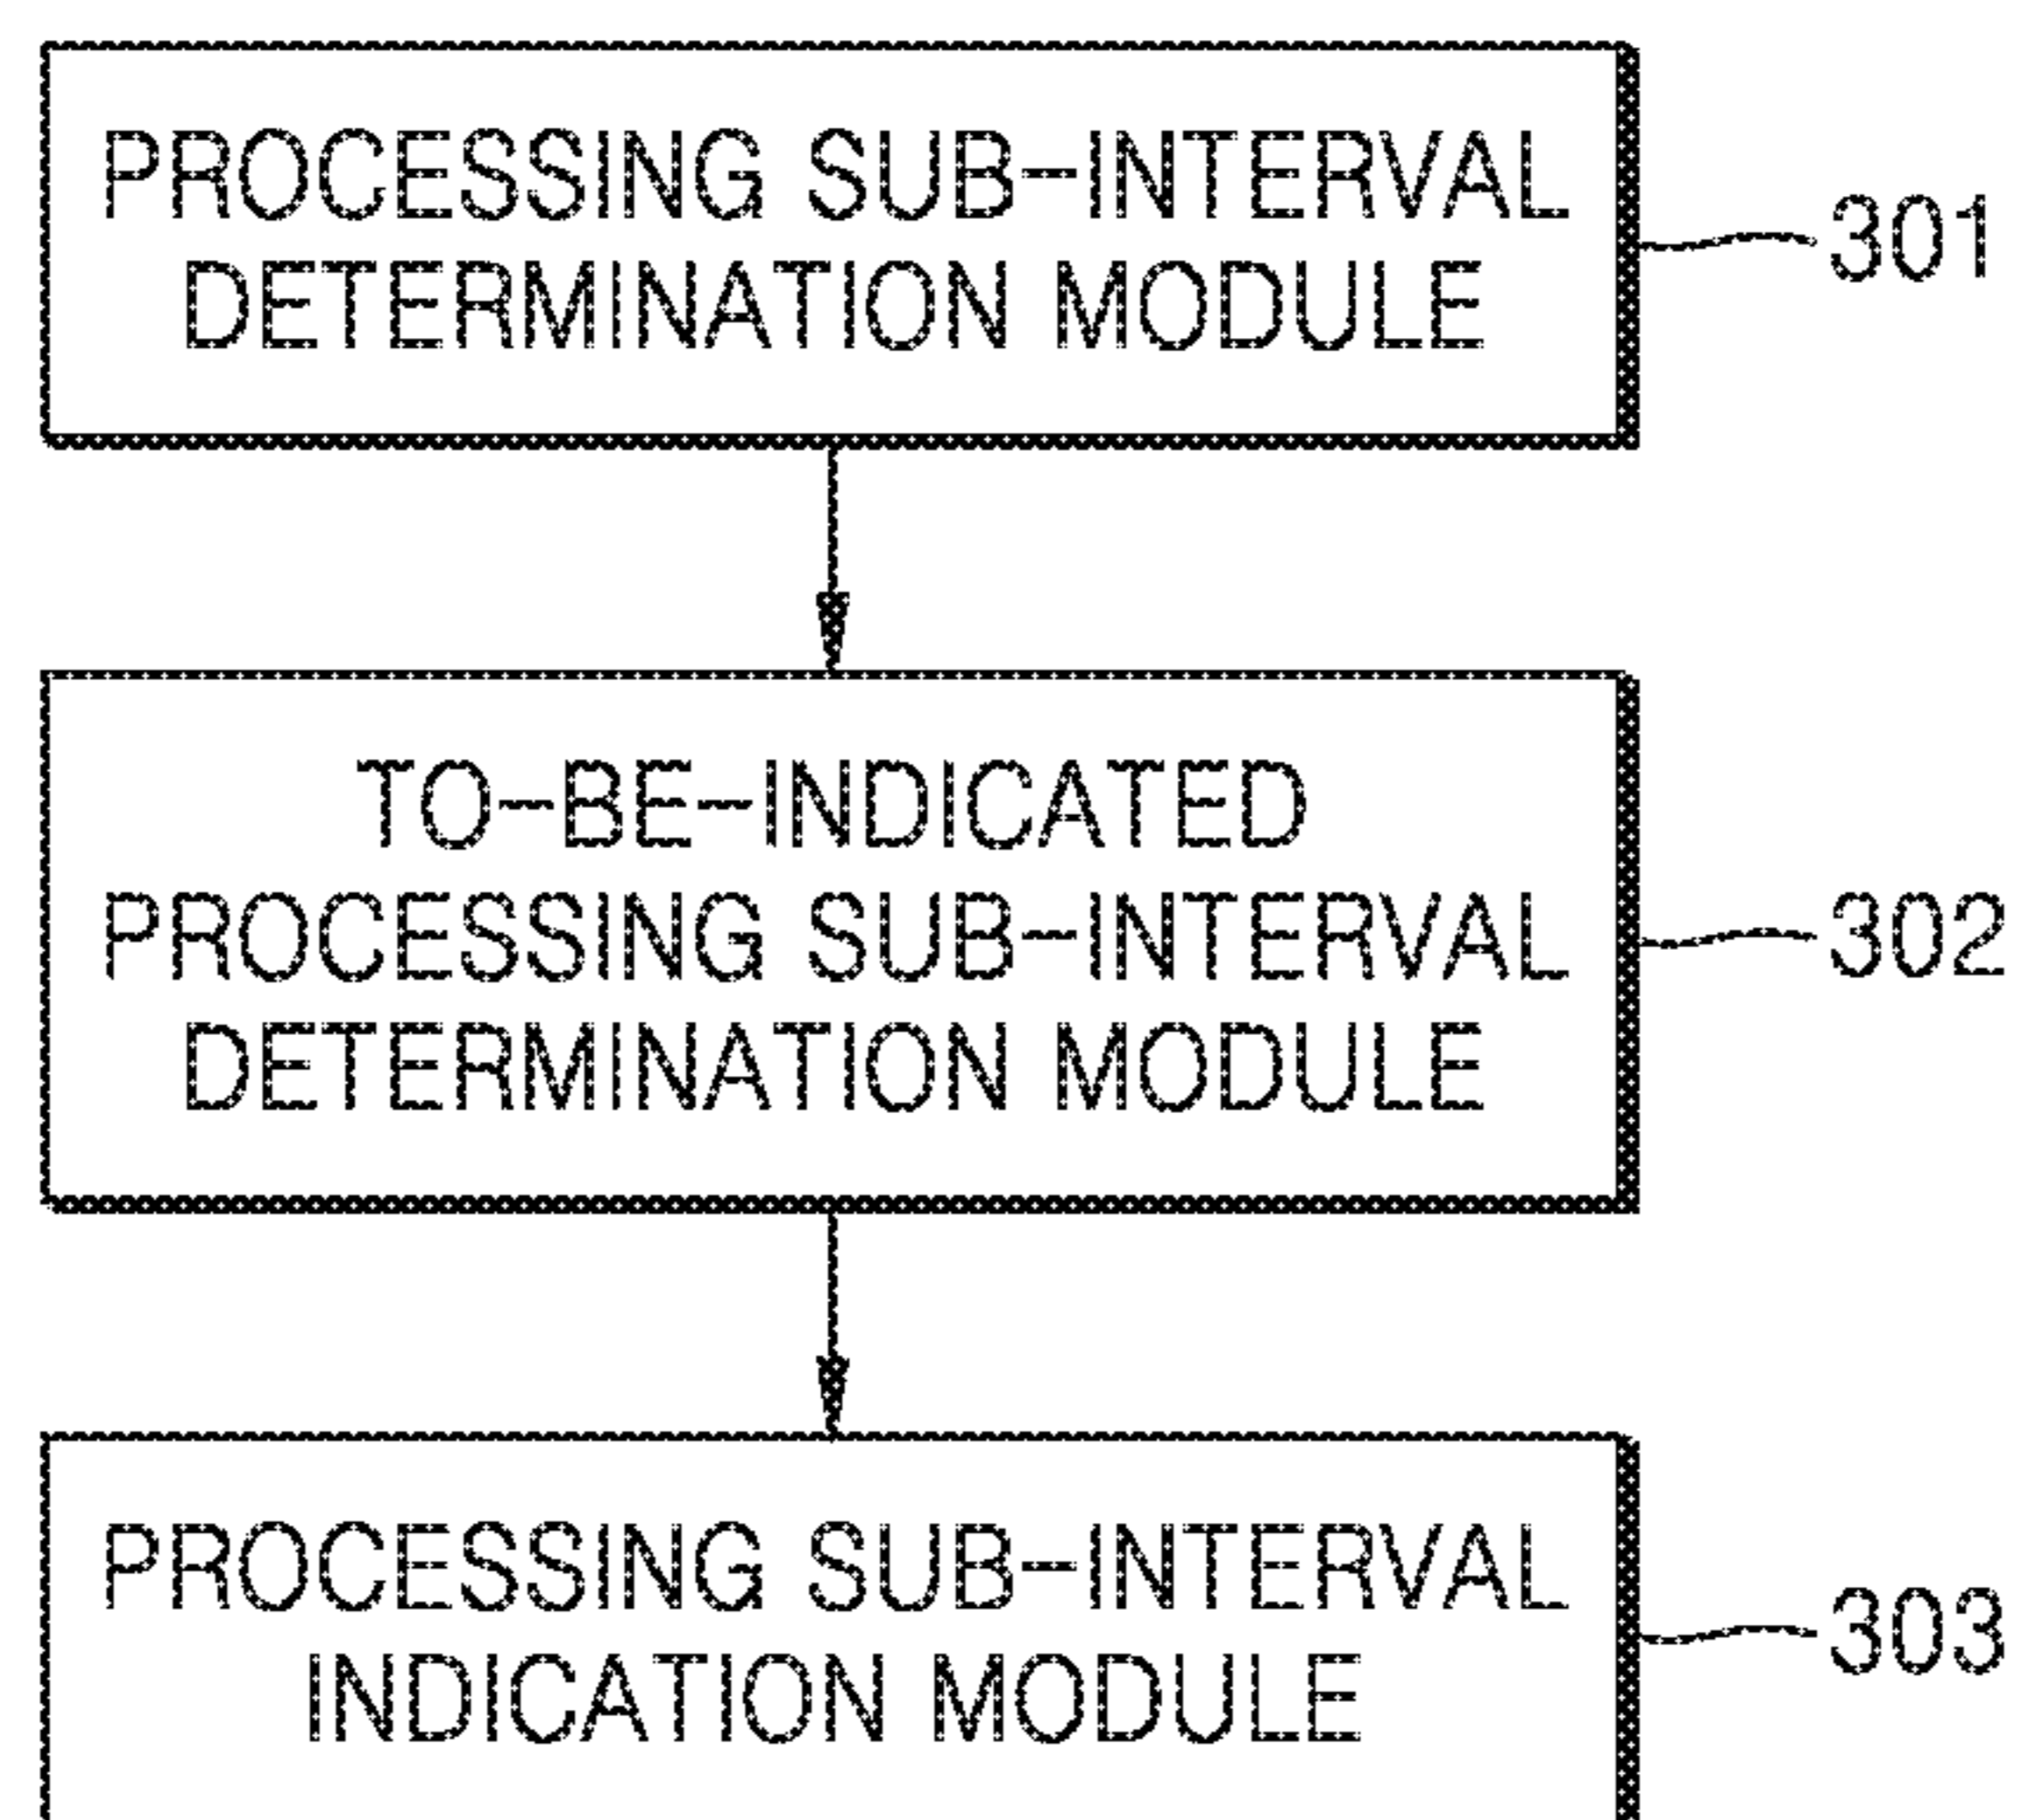 PROCESSING SUB-INTERVAL
DETERMINATION MODULE
301
TO-BE-INDICATED
PROCESSING SUB-INTERVAL
DETERMINATION MODULE
302
PROCESSING SUB-INTERVAL
INDICATION MODULE
303